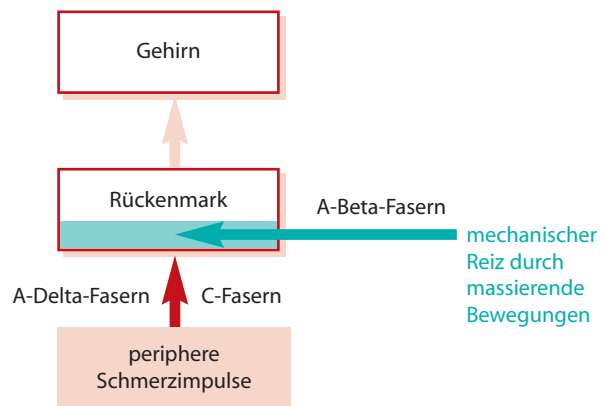 Gehirn
Rückenmark
A-Beta-Fasern
mechanischer
Reiz durch
massierende
Bewegungen
A-Delta-Fasern
C-Fasern
periphere
Schmerzimpulse